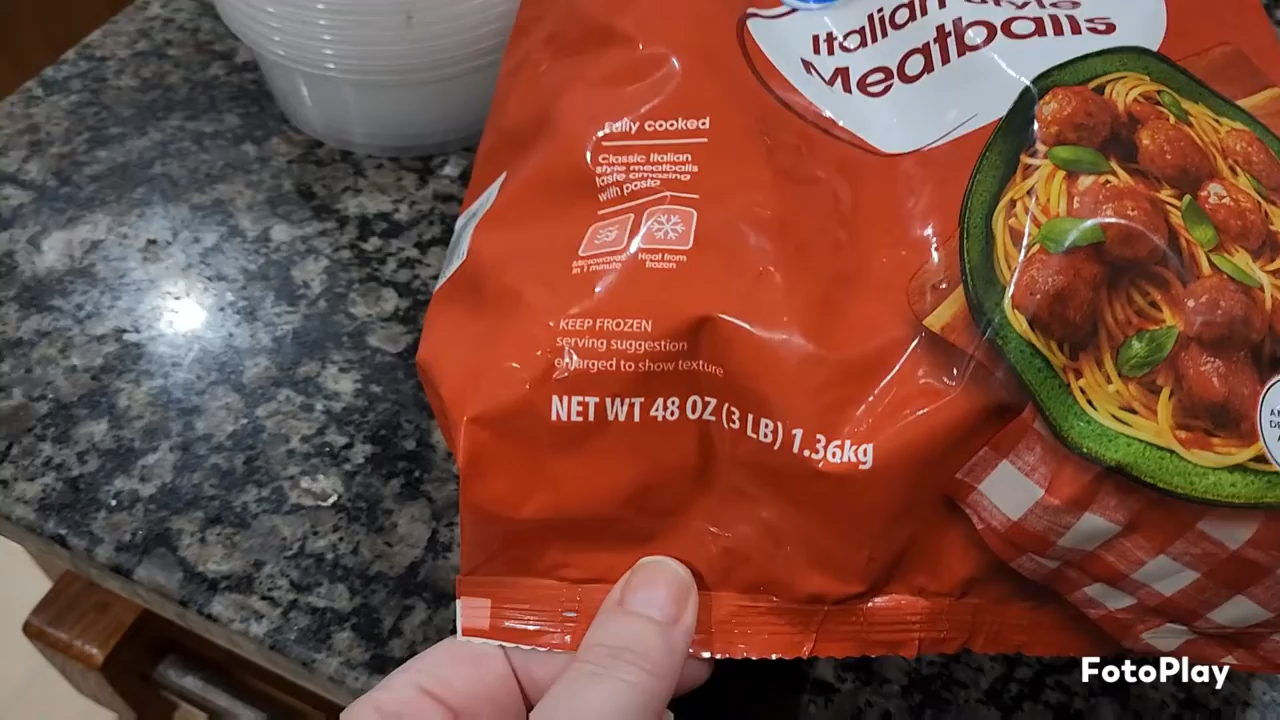 Italian Style
Meatballs
Fully cooked
Classic Italian
style meatballs
taste amazing
with pasta
Microwaves
in 1 minute
Heat from
frozen
KEEP FROZEN
serving suggestion
enlarged to show texture
NET WT 48 OZ (3 LB) 1.36kg
FotoPlay